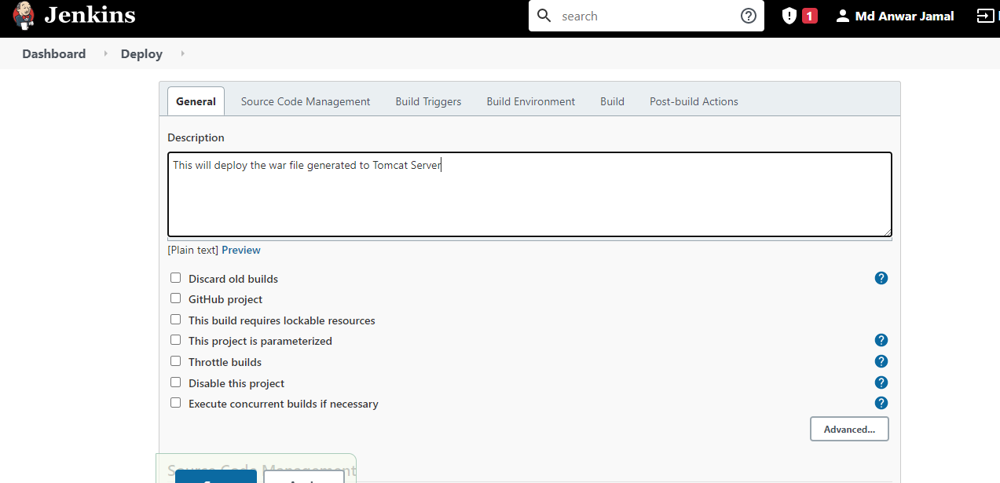 Jenkins
search
1
Md Anwar Jamal
Dashboard
Deploy
General
Source Code Management
Build Triggers
Build Environment
Build
Post-build Actions
Description
This will deploy the war file generated to Tomcat Server
[Plain text] Preview
Discard old builds
GitHub project
This build requires lockable resources
This project is parameterized
Throttle builds
Disable this project
Execute concurrent builds if necessary
Advanced...
Source Code Management